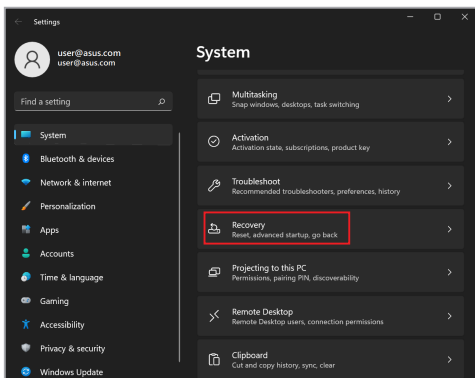 Settings
user@asus.com
user@asus.com
Find a setting
System
Bluetooth & devices
Network & internet
Personalization
Apps
Accounts
Time & language
Gaming
Accessibility
Privacy & security
Windows Update
System
Multitasking
Snap windows, desktops, task switching
Activation
Activation state, subscriptions, product key
Troubleshoot
Recommended troubleshooters, preferences, history
Recovery
Reset, advanced startup, go back
Projecting to this PC
Permissions, pairing PIN, discoverability
Remote Desktop
Remote Desktop users, connection permissions
Clipboard
Cut and copy history, sync, clear